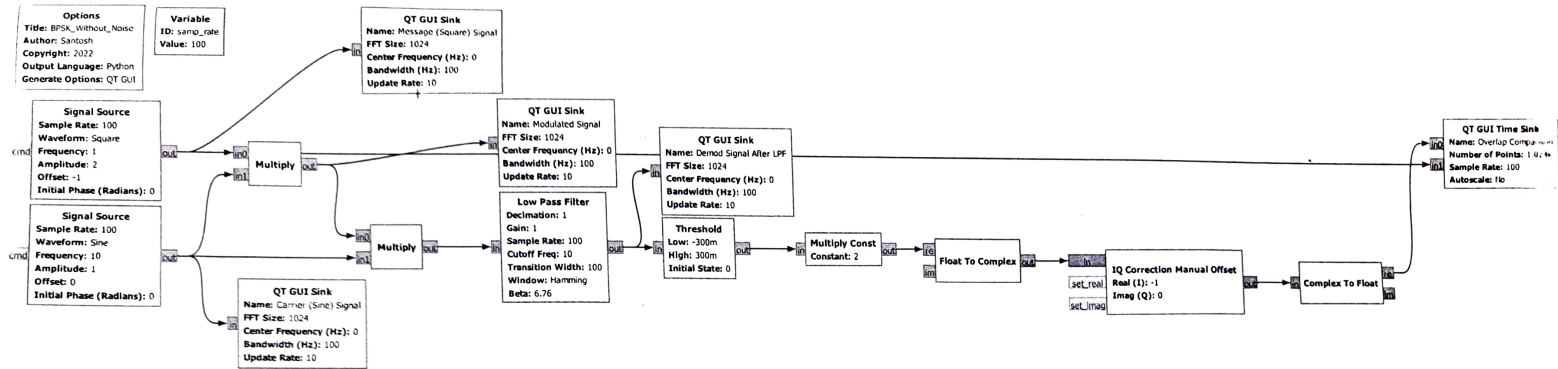 Options
Title: BPSK_Without_Noise
Author: Santosh
Copyright: 2022
Output Language: Python
Generate Options: QT GUI
Variable
ID: samp_rate
Value: 100
QT GUI Sink
Name: Message (Square) Signal
FFT Size: 1024
Center Frequency (Hz): 0
Bandwidth (Hz): 100
Update Rate: 10
in
Signal Source
Sample Rate: 100
Waveform: Square
Frequency: 1
Amplitude: 2
Offset: -1
Initial Phase (Radians): 0
cmd
out
Multiply
in0
in1
out
QT GUI Sink
Name: Modulated Signal
FFT Size: 1024
Center Frequency (Hz): 0
Bandwidth (Hz): 100
Update Rate: 10
in
QT GUI Sink
Name: Demod Signal After LPF
FFT Size: 1024
Center Frequency (Hz): 0
Bandwidth (Hz): 100
Update Rate: 10
in
QT GUI Time Sink
Name: Overlap
Number of Points:
Sample Rate: 100
Autoscale: No
in0
in1
Signal Source
Sample Rate: 100
Waveform: Sine
Frequency: 10
Amplitude: 1
Offset: 0
Initial Phase (Radians): 0
cmd
out
Multiply
in0
in1
out
Low Pass Filter
Decimation: 1
Gain: 1
Sample Rate: 100
Cutoff Freq: 10
Transition Width: 100
Window: Hamming
Beta: 6.76
in
out
Threshold
Low: -300m
High: 300m
Initial State: 0
in
out
Multiply Const
Constant: 2
in
out
Float To Complex
re
im
out
IQ Correction Manual Offset
Real (I): -1
Imag (Q): 0
in
set_real
set_imag
out
Complex To Float
in
re
im
QT GUI Sink
Name: Carrier (Sine) Signal
FFT Size: 1024
Center Frequency (Hz): 0
Bandwidth (Hz): 100
Update Rate: 10
in